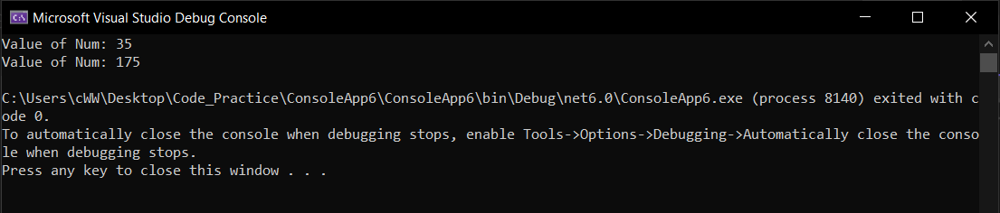 C:\ Microsoft Visual Studio Debug Console
Value of Num: 35
Value of Num: 175
C:\Users\cWW\Desktop\Code_Practice\ConsoleApp6\ConsoleApp6\bin\Debug\net6.0\ConsoleApp6.exe (process 8140) exited with c
ode 0.
To automatically close the console when debugging stops, enable Tools->Options->Debugging->Automatically close the conso
le when debugging stops.
Press any key to close this window . . .